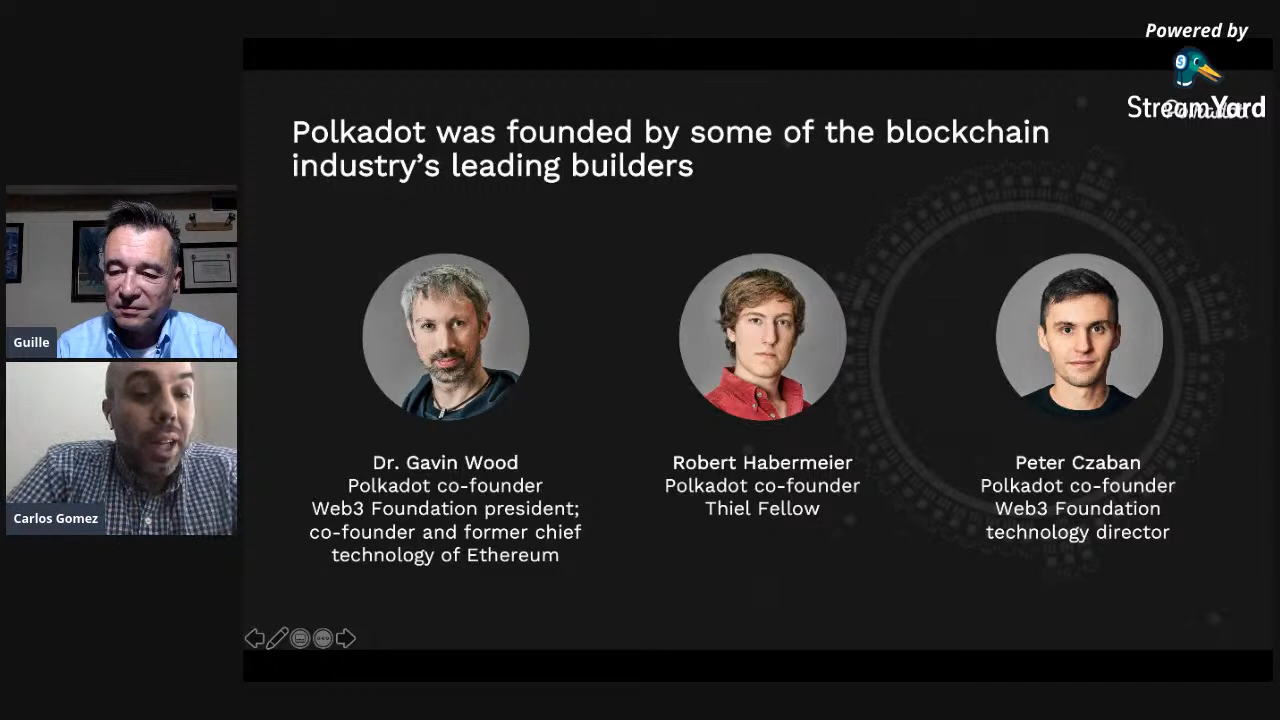 Powered by
StreamYard
Polkadot was founded by some of the blockchain
industry’s leading builders
Guille
Carlos Gomez
Dr. Gavin Wood
Polkadot co-founder
Web3 Foundation president;
co-founder and former chief
technology of Ethereum
Robert Habermeier
Polkadot co-founder
Thiel Fellow
Peter Czaban
Polkadot co-founder
Web3 Foundation
technology director